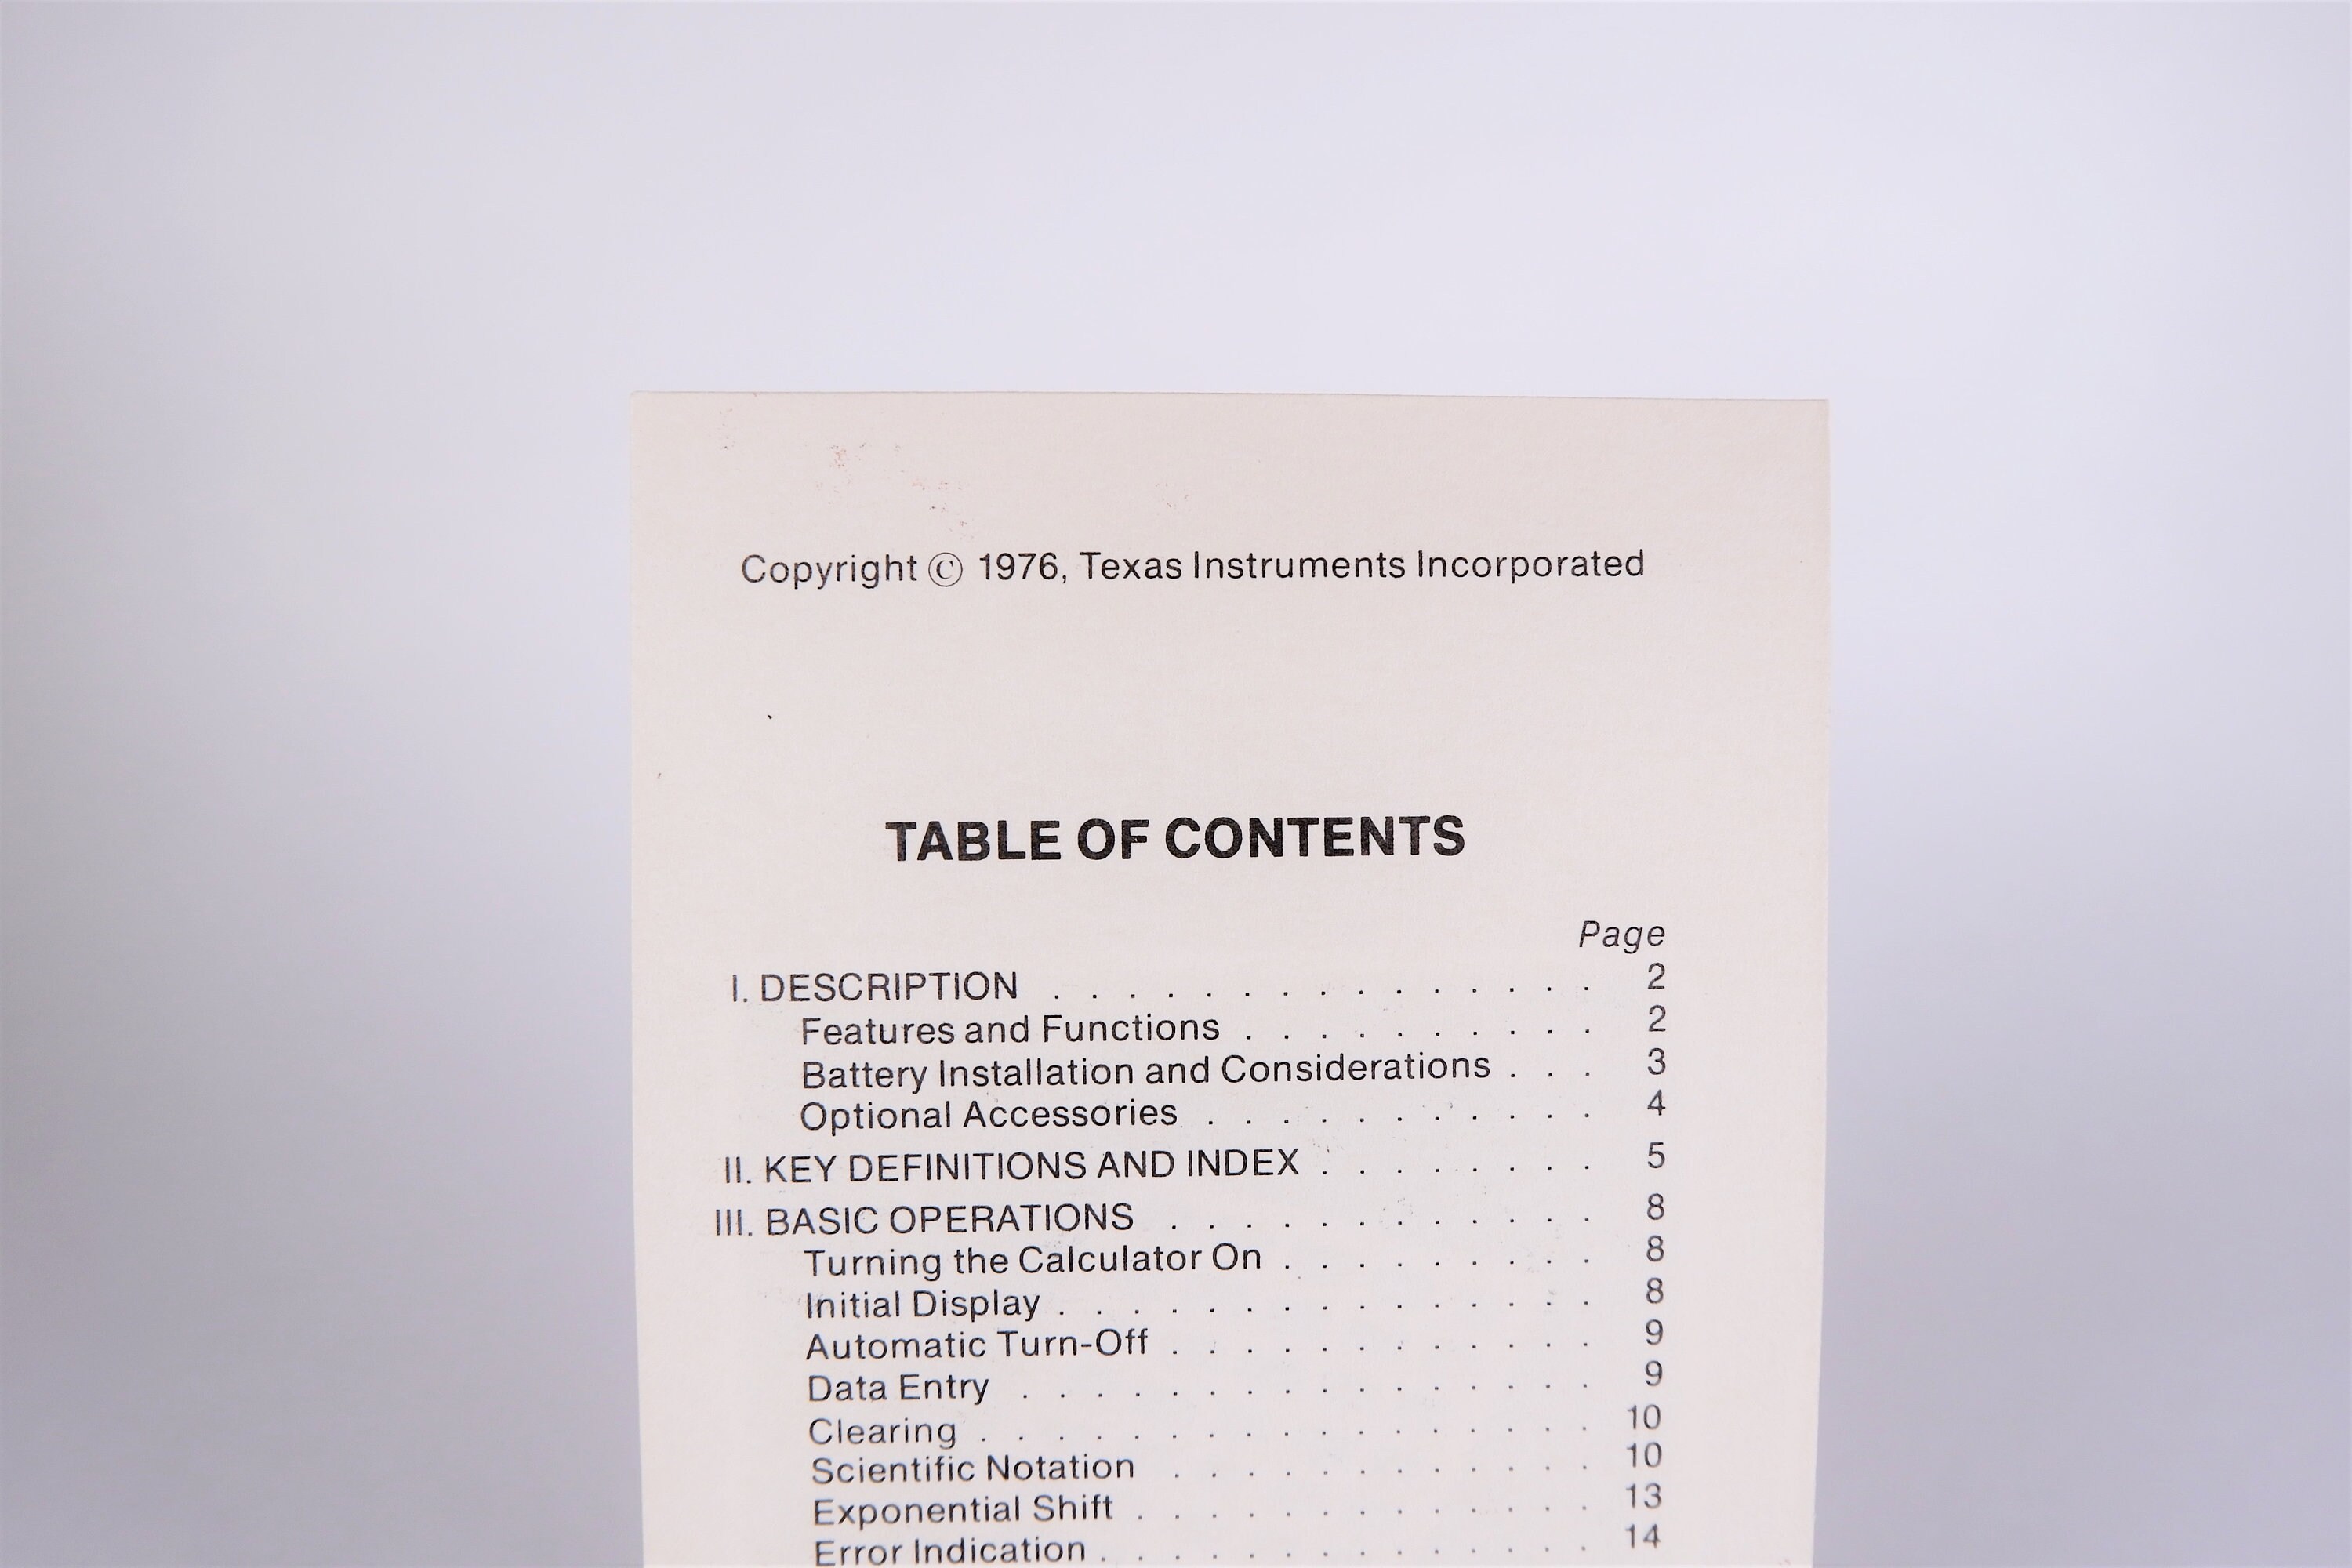 Copyright © 1976, Texas Instruments Incorporated
TABLE OF CONTENTS
Page
I. DESCRIPTION . . . . . . . . . . . . . . . 2
Features and Functions . . . . . . . . . . 2
Battery Installation and Considerations . . . 3
Optional Accessories . . . . . . . . . . . 4
II. KEY DEFINITIONS AND INDEX . . . . . . . . 5
III. BASIC OPERATIONS . . . . . . . . . . . . 8
Turning the Calculator On . . . . . . . . . 8
Initial Display . . . . . . . . . . . . . . . 8
Automatic Turn-Off . . . . . . . . . . . . 9
Data Entry . . . . . . . . . . . . . . . . 9
Clearing . . . . . . . . . . . . . . . . . 10
Scientific Notation . . . . . . . . . . . . 10
Exponential Shift . . . . . . . . . . . . . 13
Error Indication . . . . . . . . . . . . . . 14